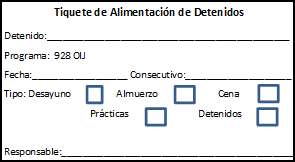 Tiquete de Alimentación de Detenidos
Detenido:
Programa: 928 OIJ
Fecha: Consecutivo:
Tipo: Desayuno Almuerzo Cena
Prácticas Detenidos
Responsable: